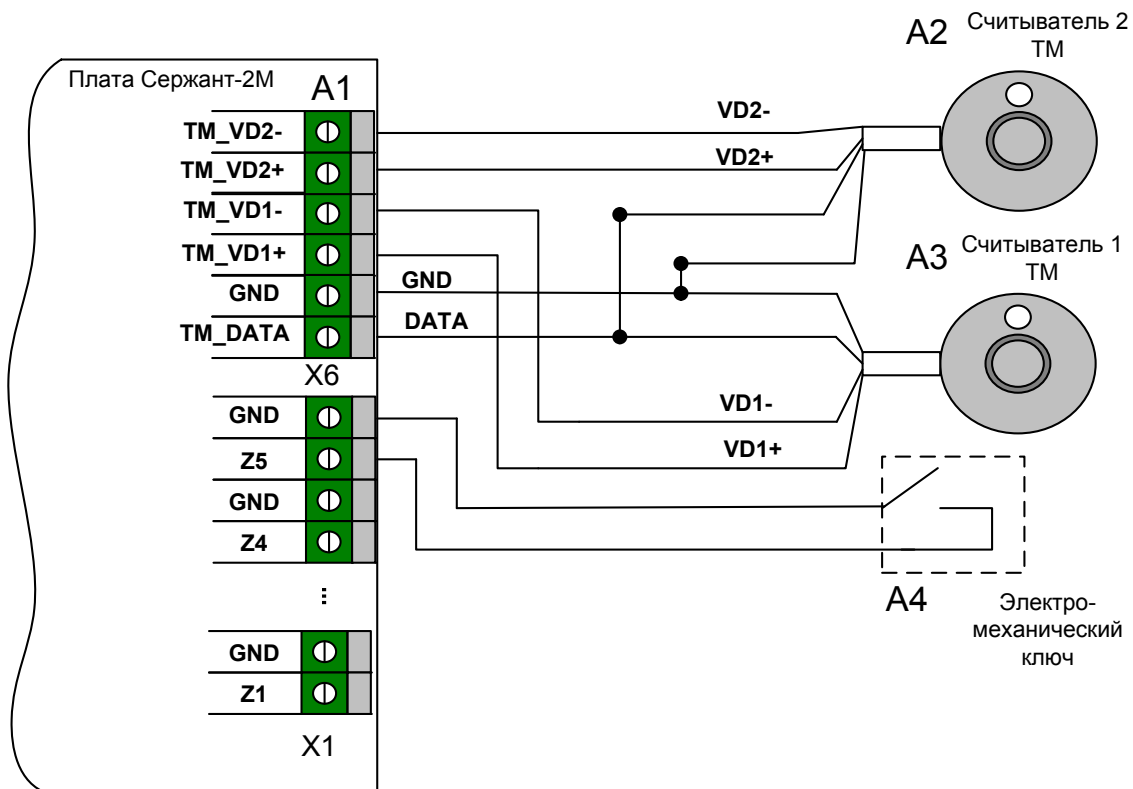 Плата Сержант-2М
A1
TM_VD2-
TM_VD2+
TM_VD1-
TM_VD1+
GND
TM_DATA
X6
GND
Z5
GND
Z4
...
GND
Z1
X1
VD2-
VD2+
GND
DATA
VD1-
VD1+
A2
Считыватель 2
ТМ
A3
Считыватель 1
ТМ
A4
Электро-
механический
ключ